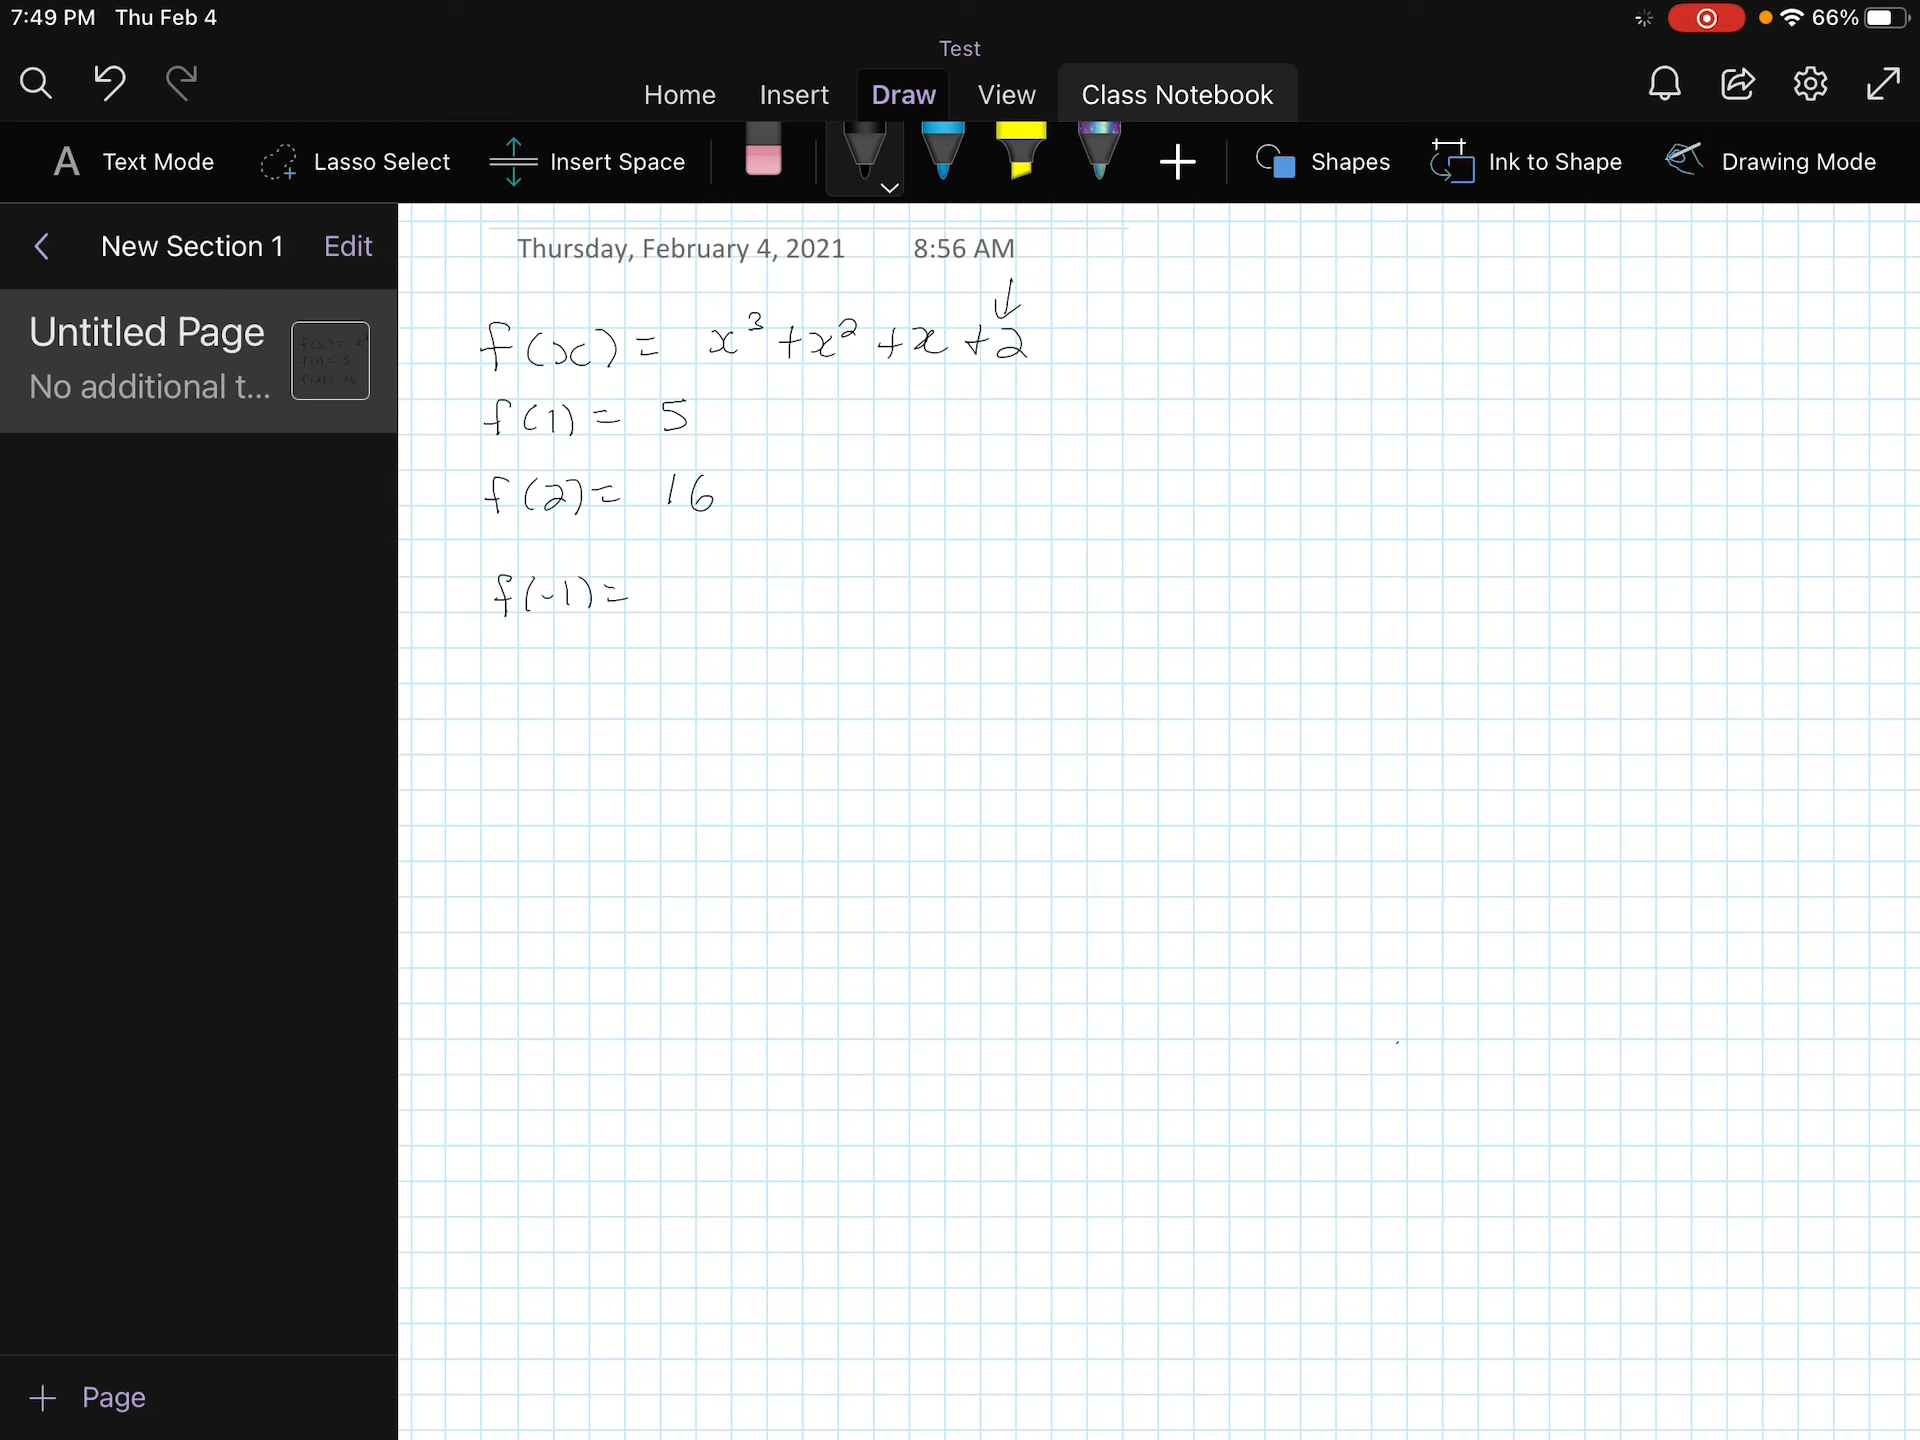 7:49 PM Thu Feb 4 66%
Test
Home Insert Draw View Class Notebook
A Text Mode Lasso Select Insert Space Shapes Ink to Shape Drawing Mode
New Section 1 Edit
Untitled Page
No additional t...
Page
Thursday, February 4, 2021 8:56 AM
f(x) = x³ + x² + x + 2
f(1) = 5
f(2) = 16
f(-1) =